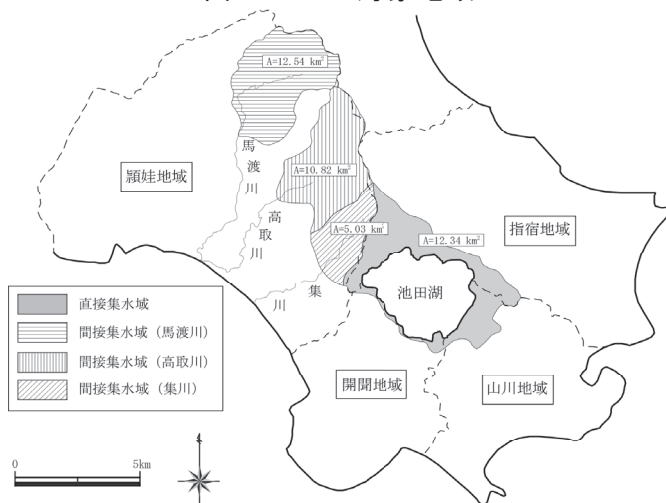 A=12.54 km²
馬渡川
A=10.82 km²
頴娃地域
高取川
A=5.03 km²
A=12.34 km²
指宿地域
池田湖
集川
直接集水域
間接集水域（馬渡川）
間接集水域（高取川）
間接集水域（集川）
開聞地域
山川地域
0 5km